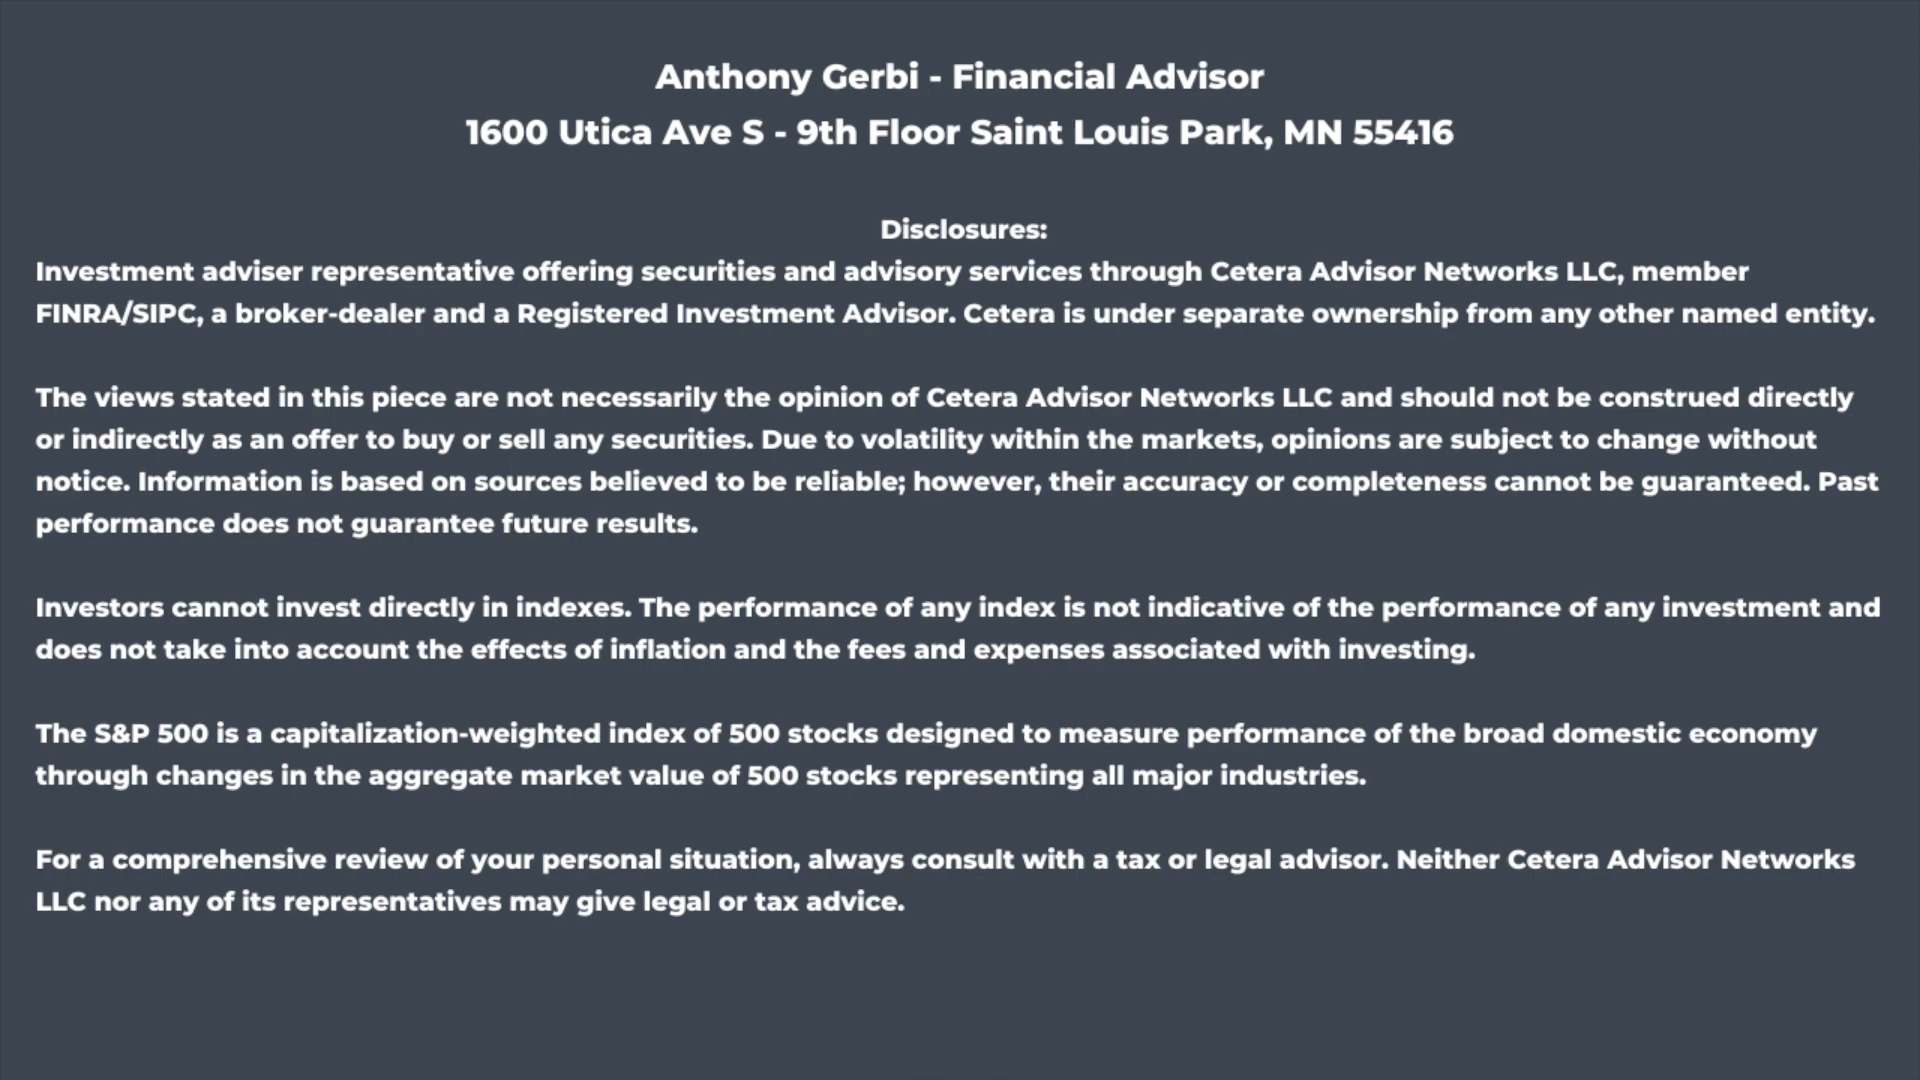 Anthony Gerbi - Financial Advisor
1600 Utica Ave S - 9th Floor Saint Louis Park, MN 55416
Disclosures:
Investment adviser representative offering securities and advisory services through Cetera Advisor Networks LLC, member
FINRA/SIPC, a broker-dealer and a Registered Investment Advisor. Cetera is under separate ownership from any other named entity.
The views stated in this piece are not necessarily the opinion of Cetera Advisor Networks LLC and should not be construed directly
or indirectly as an offer to buy or sell any securities. Due to volatility within the markets, opinions are subject to change without
notice. Information is based on sources believed to be reliable; however, their accuracy or completeness cannot be guaranteed. Past
performance does not guarantee future results.
Investors cannot invest directly in indexes. The performance of any index is not indicative of the performance of any investment and
does not take into account the effects of inflation and the fees and expenses associated with investing.
The S&P 500 is a capitalization-weighted index of 500 stocks designed to measure performance of the broad domestic economy
through changes in the aggregate market value of 500 stocks representing all major industries.
For a comprehensive review of your personal situation, always consult with a tax or legal advisor. Neither Cetera Advisor Networks
LLC nor any of its representatives may give legal or tax advice.